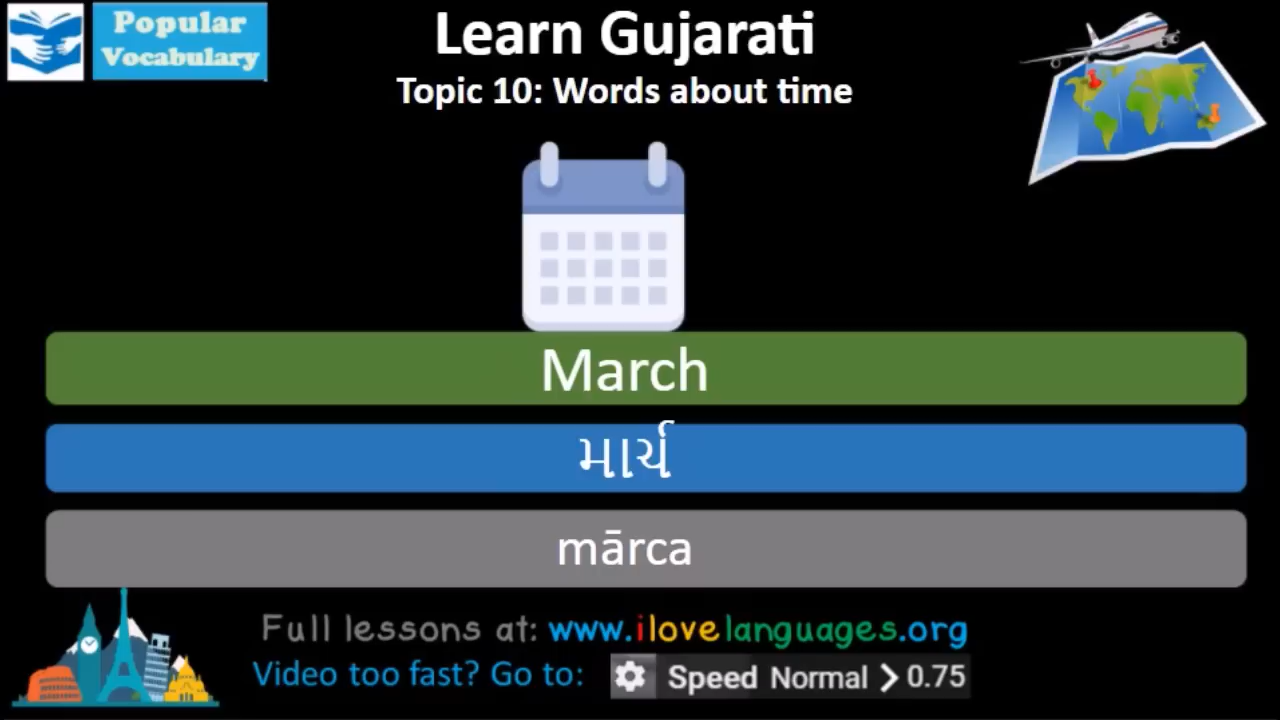 Popular
Vocabulary
Learn Gujarati
Topic 10: Words about time
March
માર્ચ
mārca
Full lessons at: www.ilovelanguages.org
Video too fast? Go to: Speed Normal > 0.75